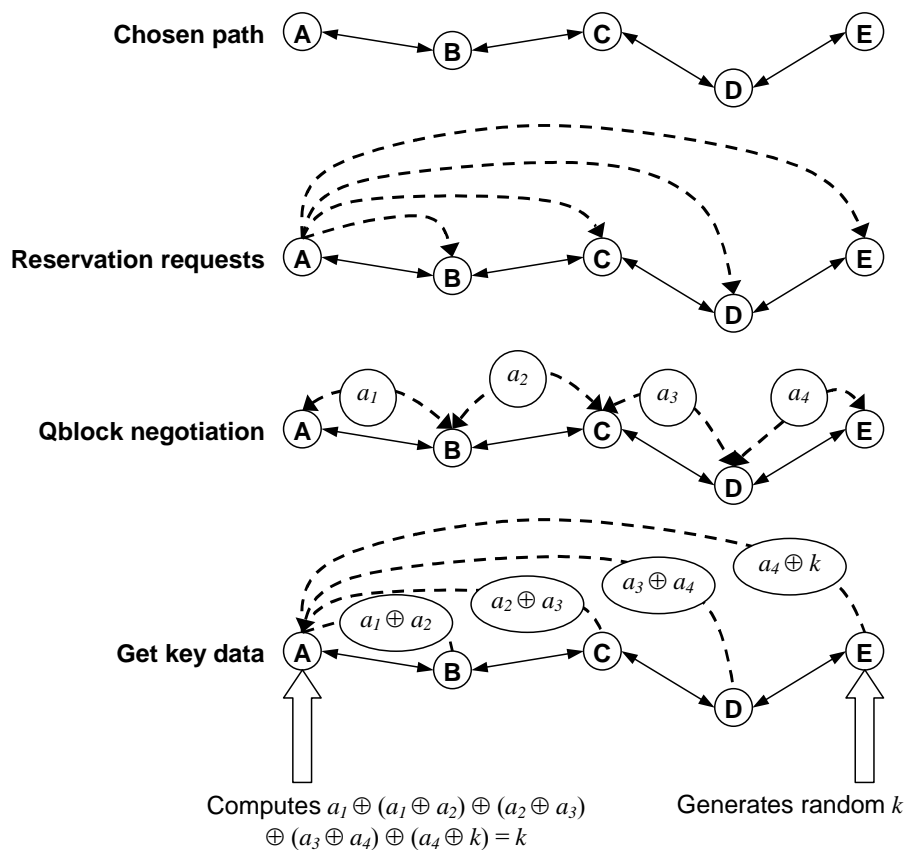 Chosen path
A B C D E
Reservation requests
A B C D E
a1 a2 a3 a4
Qblock negotiation
A B C D E
a4 ⊕ k
a3 ⊕ a4
a2 ⊕ a3
a1 ⊕ a2
Get key data
A B C D E
Computes a1 ⊕ (a1 ⊕ a2) ⊕ (a2 ⊕ a3)
⊕ (a3 ⊕ a4) ⊕ (a4 ⊕ k) = k
Generates random k